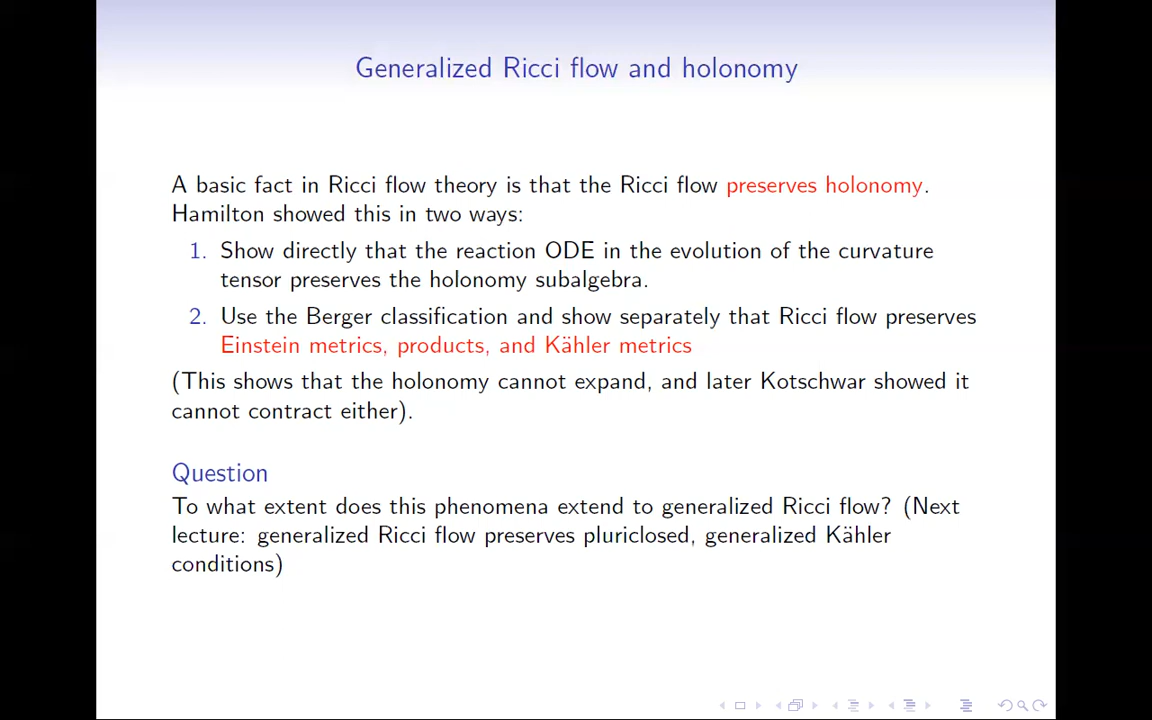 Generalized Ricci flow and holonomy
A basic fact in Ricci flow theory is that the Ricci flow preserves holonomy.
Hamilton showed this in two ways:
1. Show directly that the reaction ODE in the evolution of the curvature
tensor preserves the holonomy subalgebra.
2. Use the Berger classification and show separately that Ricci flow preserves
Einstein metrics, products, and Kähler metrics
(This shows that the holonomy cannot expand, and later Kotschwar showed it
cannot contract either).
Question
To what extent does this phenomena extend to generalized Ricci flow? (Next
lecture: generalized Ricci flow preserves pluriclosed, generalized Kähler
conditions)